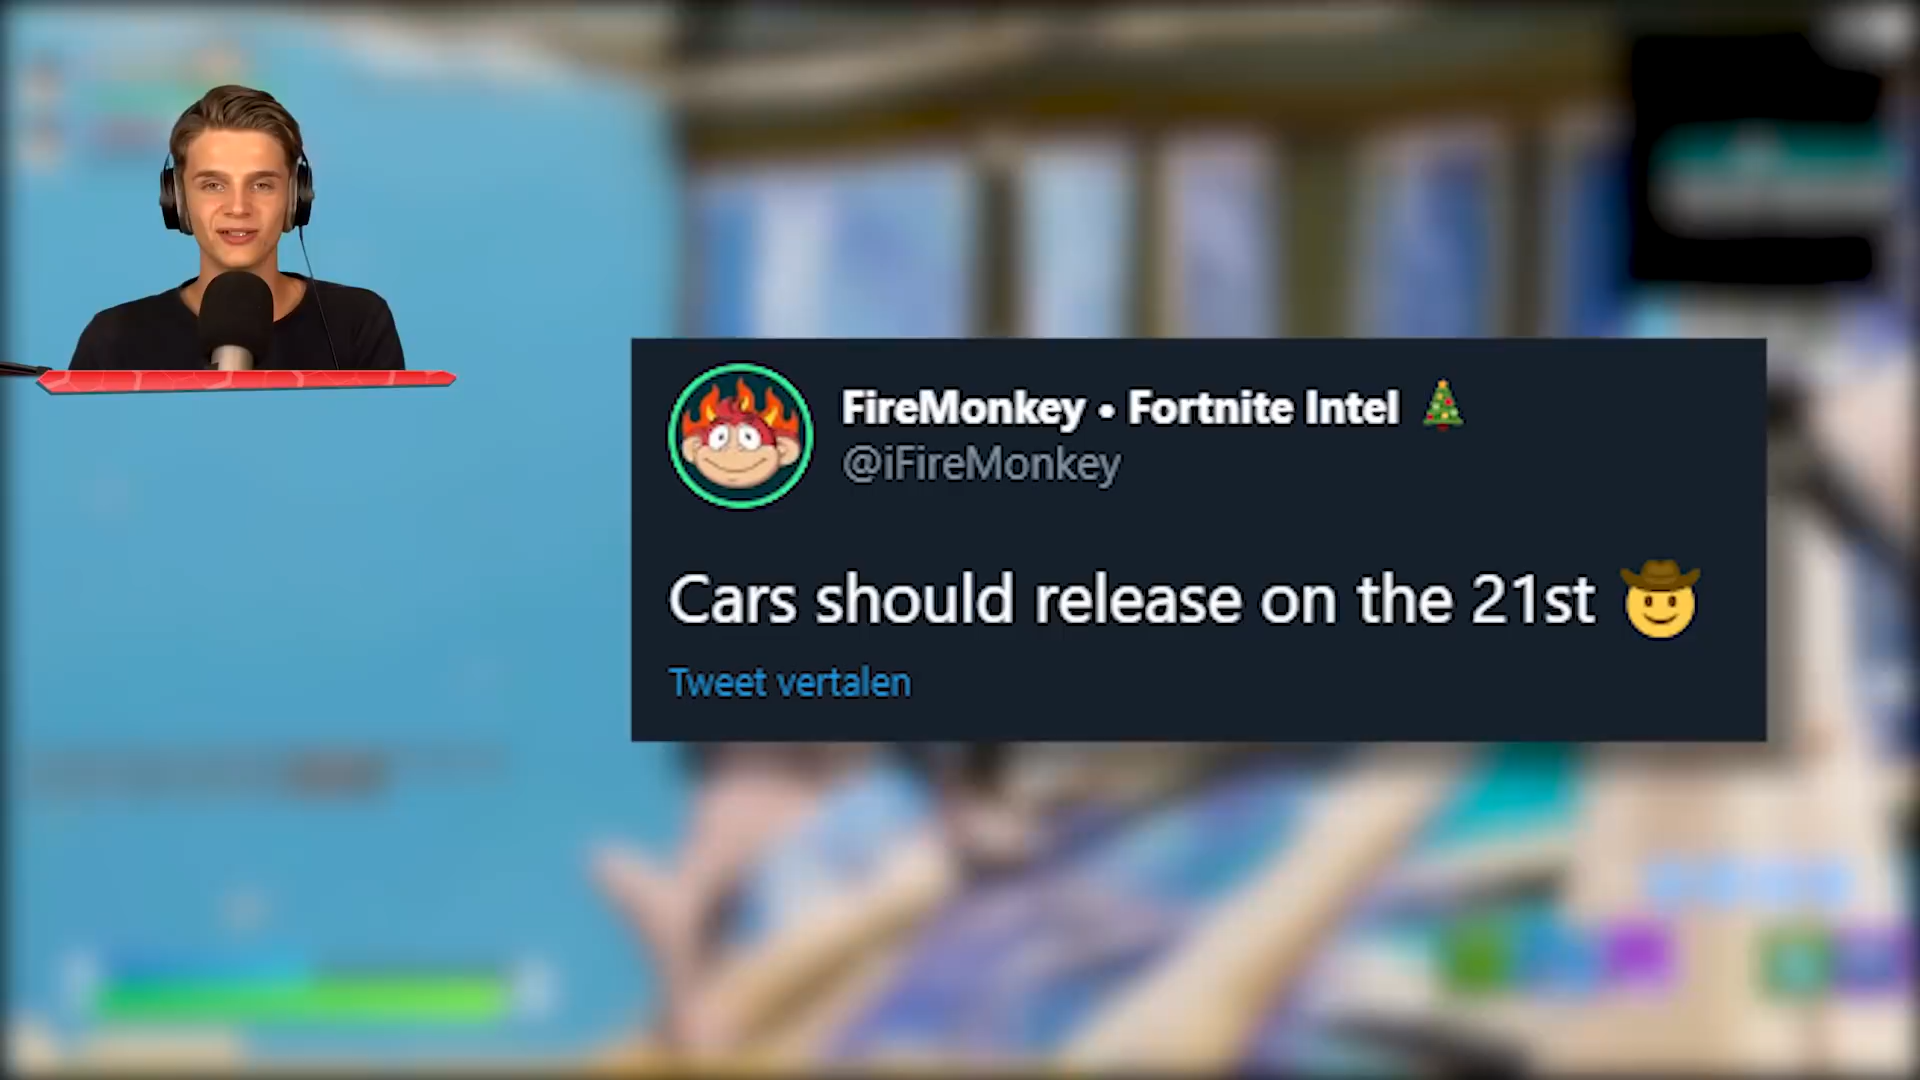 FireMonkey • Fortnite Intel 🎄
@iFireMonkey
Cars should release on the 21st 🤠
Tweet vertalen